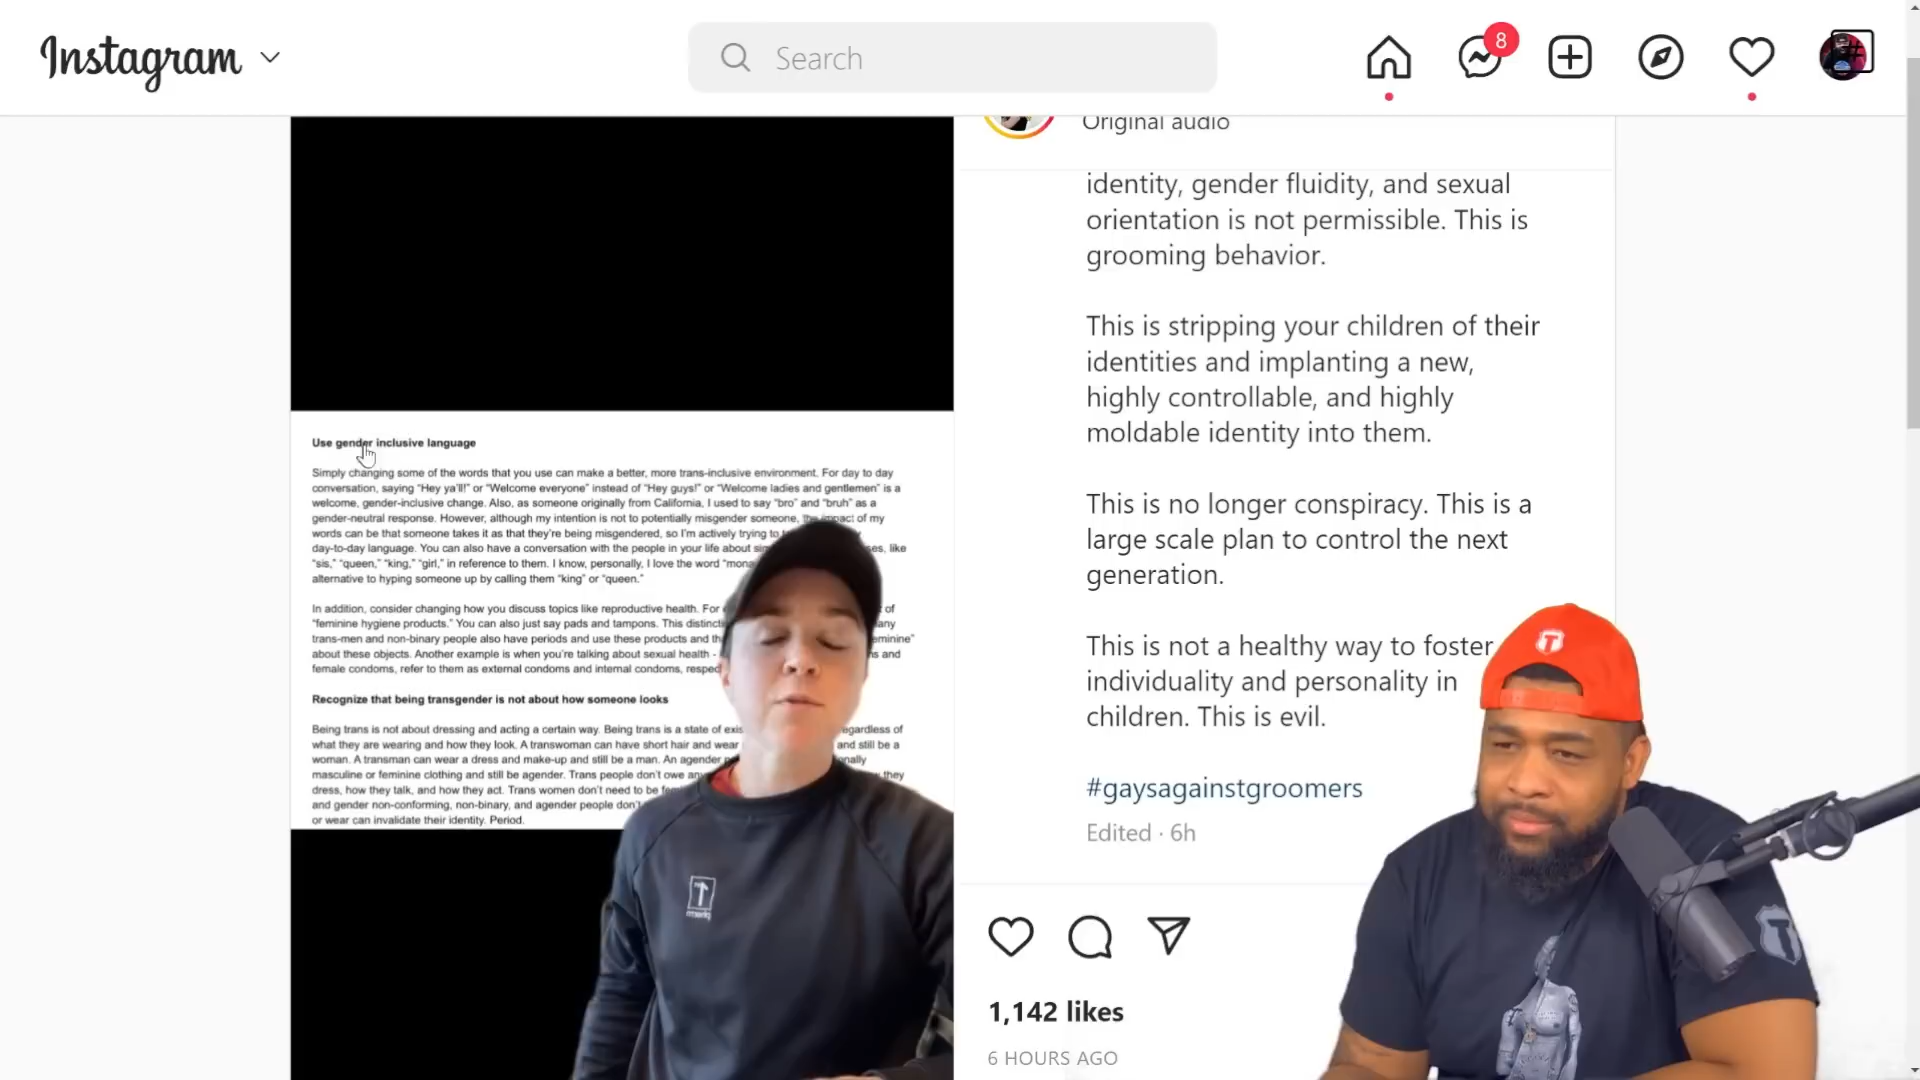 Instagram
Search
8
Original audio
identity, gender fluidity, and sexual
orientation is not permissible. This is
grooming behavior.
This is stripping your children of their
identities and implanting a new,
highly controllable, and highly
moldable identity into them.
This is no longer conspiracy. This is a
large scale plan to control the next
generation.
This is not a healthy way to foster
individuality and personality in
children. This is evil.
#gaysagainstgroomers
Edited · 6h
1,142 likes
6 HOURS AGO
Use gender inclusive language
Simply changing some of the words that you use can make a better, more trans-inclusive environment. For day to day
conversation, saying "Hey ya'll!" or "Welcome everyone" instead of "Hey guys!" or "Welcome ladies and gentlemen" is a
welcome, gender-inclusive change. Also, as someone originally from California, I used to say "bro" and "bruh" as a
gender-neutral response. However, although my intention is not to potentially misgender someone, the impact of my
words can be that someone takes it as that they're being misgendered, so I'm actively trying to
day-to-day language. You can also have a conversation with the people in your life about like
"sis," "queen," "king," "girl," in reference to them. I know, personally, I love the word
alternative to hyping someone up by calling them "king" or "queen."
In addition, consider changing how you discuss topics like reproductive health. For of
"feminine hygiene products." You can also just say pads and tampons. This
trans-men and non-binary people also have periods and use these products and
about these objects. Another example is when you're talking about sexual health - and
female condoms, refer to them as external condoms and internal condoms,
Recognize that being transgender is not about how someone looks
Being trans is not about dressing and acting a certain way. Being trans is a state of
what they are wearing and how they look. A transwoman can have short hair and wear and still be a
woman. A transman can wear a dress and make-up and still be a man. An agender
masculine or feminine clothing and still be agender. Trans people don't owe they
dress, how they talk, and how they act. Trans women don't need to be
and gender non-conforming, non-binary, and agender people don't
or wear can invalidate their identity. Period.
T